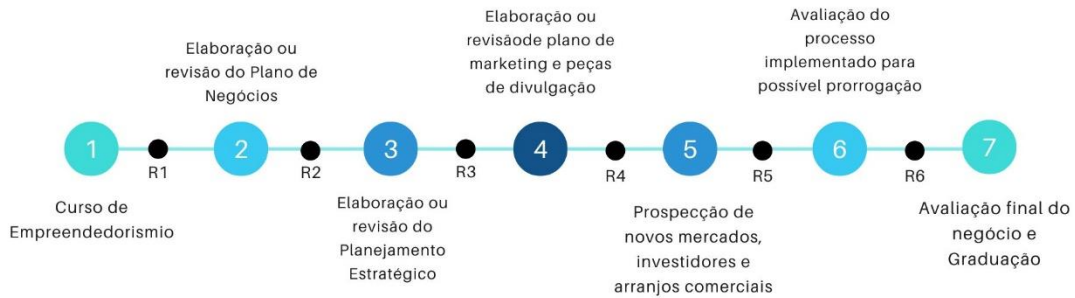 1
Curso de
Empreendedorismio
R1
Elaboração ou
revisão do Plano de
Negócios
2
R2
3
Elaboração ou
revisão do
Planejamento
Estratégico
R3
Elaboração ou
revisãode plano de
marketing e peças
de divulgação
4
R4
5
Prospecção de
novos mercados,
investidores e
arranjos comerciais
R5
Avaliação do
processo
implementado para
possível prorrogação
6
R6
7
Avaliação final do
negócio e
Graduação